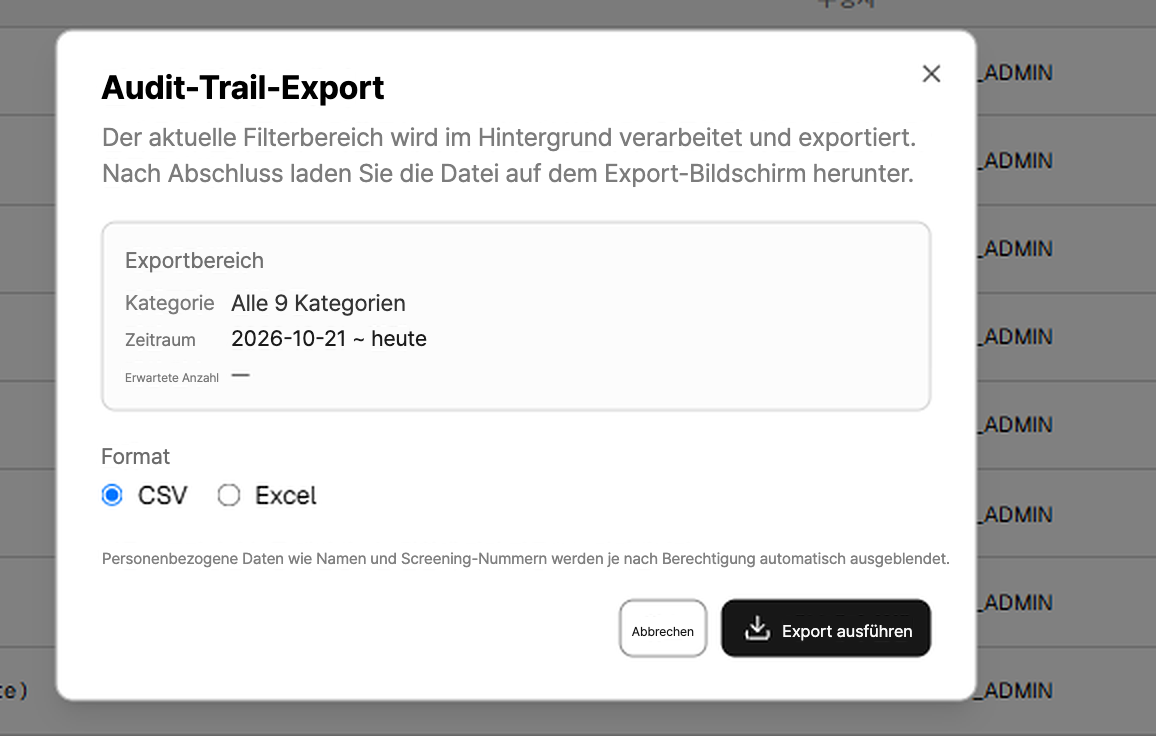 _ADMIN
Audit-Trail-Export
Der aktuelle Filterbereich wird im Hintergrund verarbeitet und exportiert.
Nach Abschluss laden Sie die Datei auf dem Export-Bildschirm herunter.
_ADMIN
_ADMIN
Exportbereich
Kategorie Alle 9 Kategorien
Zeitraum 2026-10-21 ~ heute
_ADMIN
Erwartete Anzahl —
_ADMIN
Format
CSV Excel
_ADMIN
Personenbezogene Daten wie Namen und Screening-Nummern werden je nach Berechtigung automatisch ausgeblendet.
_ADMIN
Abbrechen Export ausführen
te)
_ADMIN